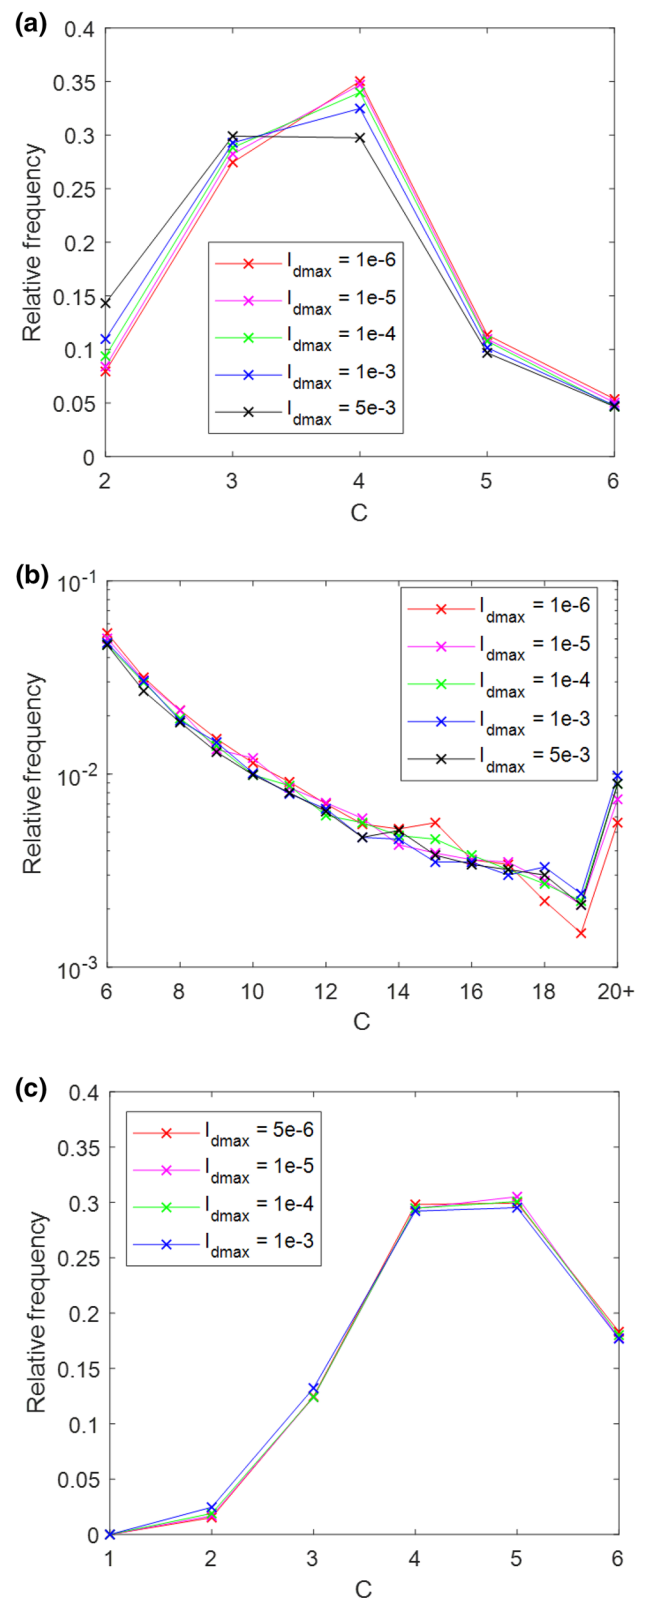 (a)
0.4
0.35
0.3
0.25
0.2
0.15
0.1
0.05
0
Relative frequency
I_dmax = 1e-6
I_dmax = 1e-5
I_dmax = 1e-4
I_dmax = 1e-3
I_dmax = 5e-3
2 3 4 5 6
C
(b)
10^-1
10^-2
10^-3
Relative frequency
I_dmax = 1e-6
I_dmax = 1e-5
I_dmax = 1e-4
I_dmax = 1e-3
I_dmax = 5e-3
6 8 10 12 14 16 18 20+
C
(c)
0.4
0.35
0.3
0.25
0.2
0.15
0.1
0.05
0
Relative frequency
I_dmax = 5e-6
I_dmax = 1e-5
I_dmax = 1e-4
I_dmax = 1e-3
1 2 3 4 5 6
C